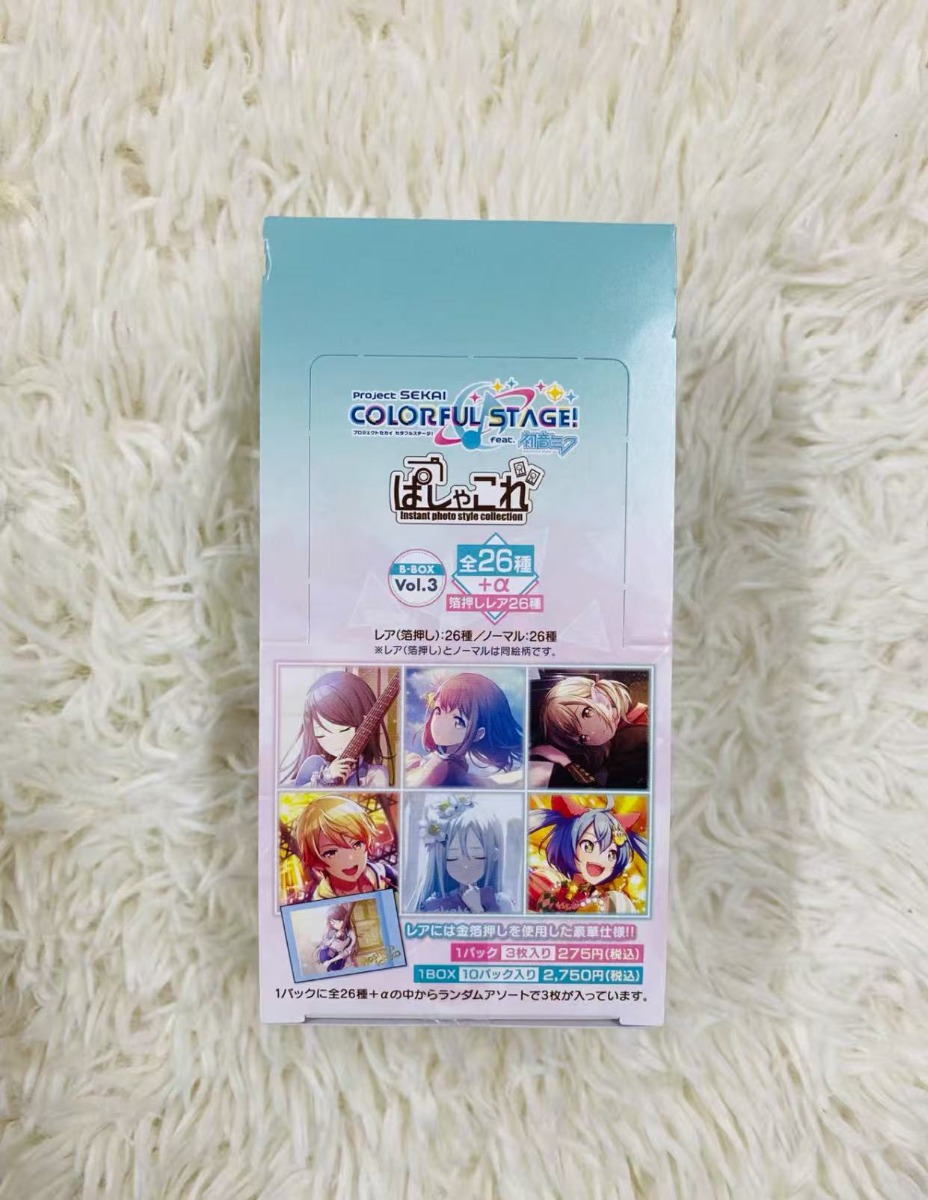 Project SEKAI
COLORFUL STAGE!
プロジェクトセカイ カラフルステージ!
feat. 初音ミク
ぱしゃこれ
Instant photo style collection
B-BOX
Vol.3
全26種
+α
箔押しレア26種
レア(箔押し):26種/ノーマル:26種
※レア(箔押し)とノーマルは同絵柄です。
レアには金箔押しを使用した豪華仕様!!
1パック 3枚入り 275円(税込)
1BOX 10パック入り 2,750円(税込)
1パックに全26種+αの中からランダムアソートで3枚が入っています。